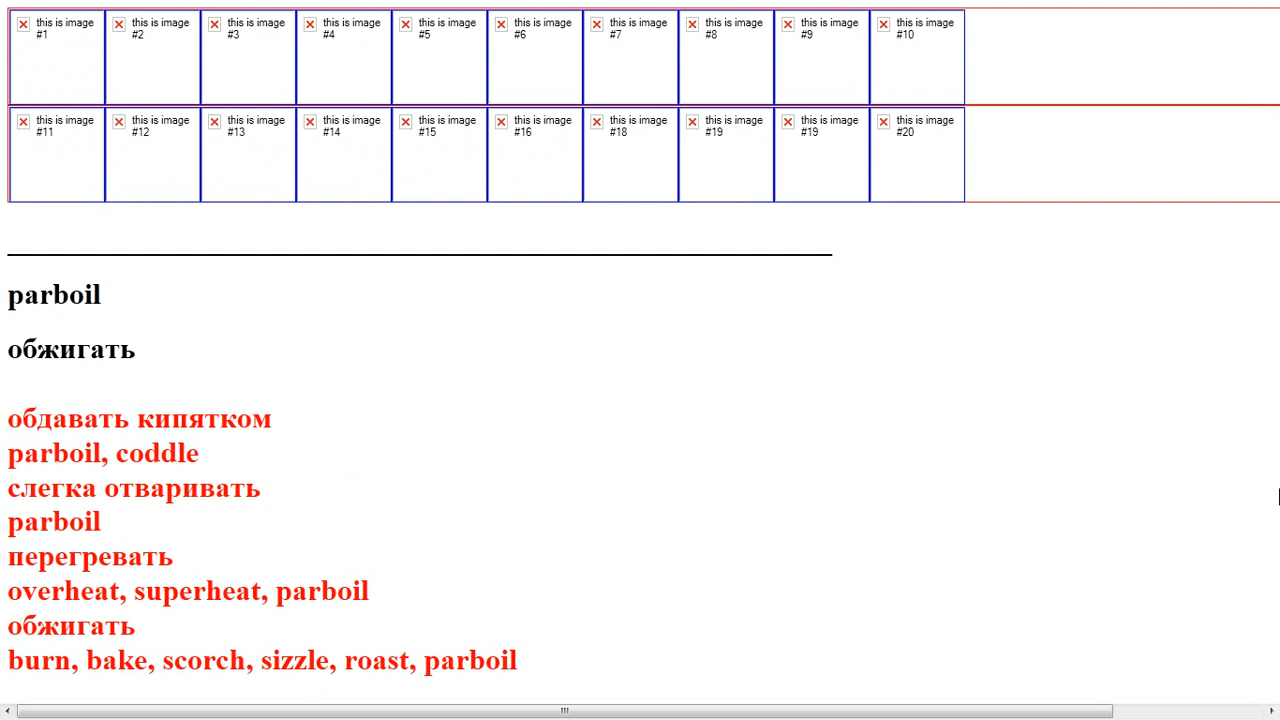 this is image #1 this is image #2 this is image #3 this is image #4 this is image #5 this is image #6 this is image #7 this is image #8 this is image #9 this is image #10
this is image #11 this is image #12 this is image #13 this is image #14 this is image #15 this is image #16 this is image #18 this is image #19 this is image #19 this is image #20
parboil
обжигать
обдавать кипятком
parboil, coddle
слегка отваривать
parboil
перегревать
overheat, superheat, parboil
обжигать
burn, bake, scorch, sizzle, roast, parboil